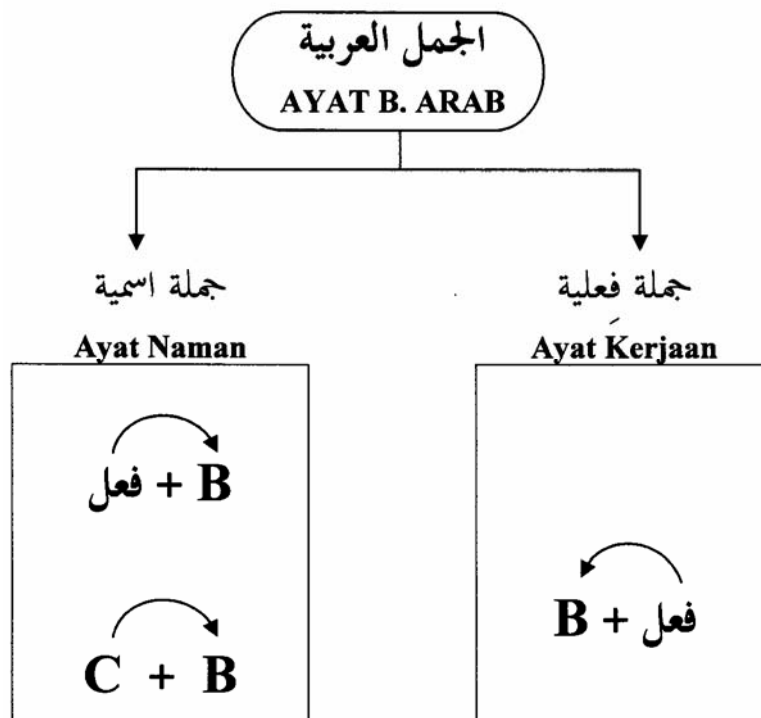 الجمل العربية
AYAT B. ARAB
جملة اسمية
Ayat Naman
فعل + B
C + B
جملة فعلية
Ayat Kerjaan
B + فعل